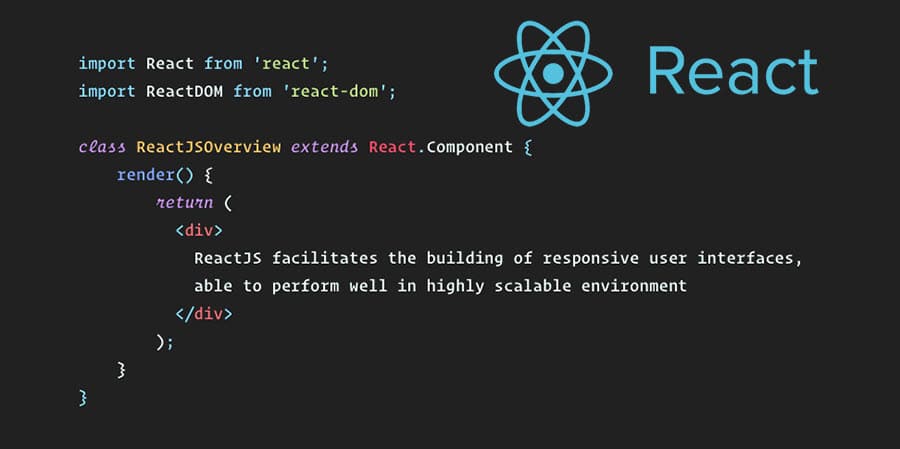 React
import React from 'react';
import ReactDOM from 'react-dom';
class ReactJSOverview extends React.Component {
render() {
return (
<div>
ReactJS facilitates the building of responsive user interfaces,
able to perform well in highly scalable environment
</div>
);
}
}